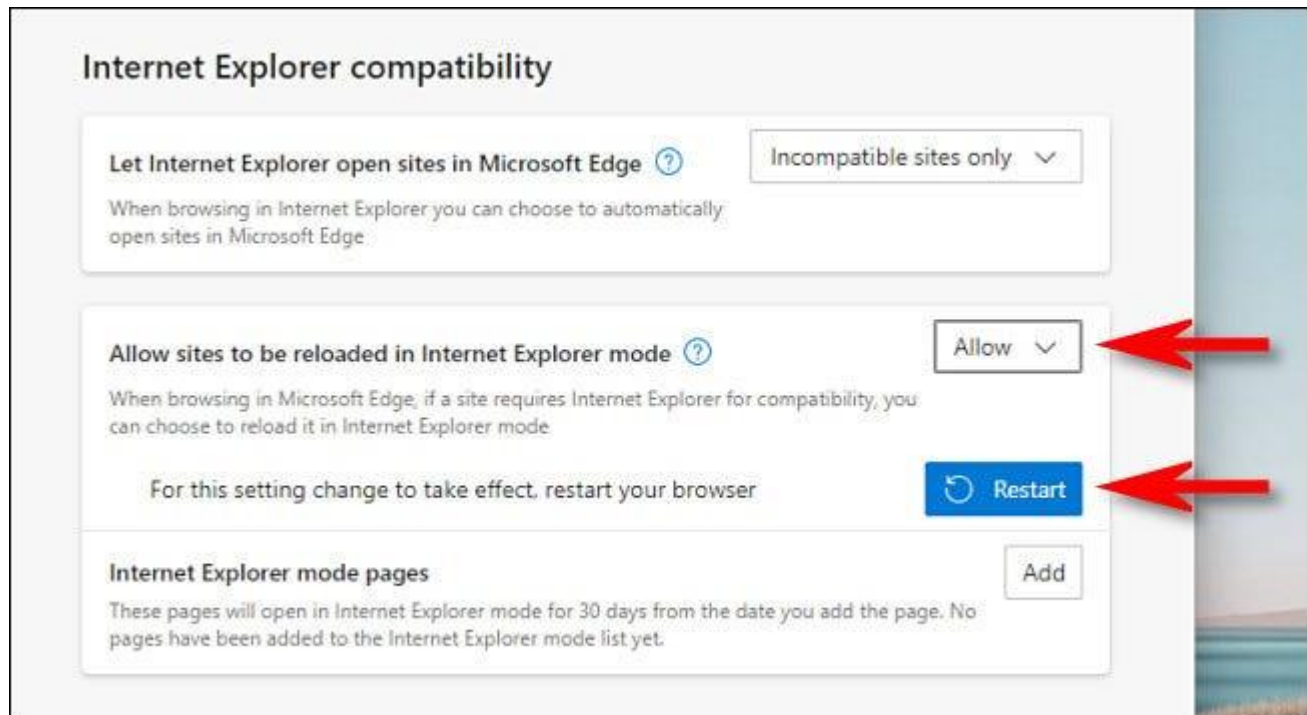 Internet Explorer compatibility
Let Internet Explorer open sites in Microsoft Edge
Incompatible sites only
When browsing in Internet Explorer you can choose to automatically
open sites in Microsoft Edge
Allow sites to be reloaded in Internet Explorer mode
Allow
When browsing in Microsoft Edge, if a site requires Internet Explorer for compatibility, you
can choose to reload it in Internet Explorer mode
For this setting change to take effect, restart your browser
Restart
Internet Explorer mode pages
Add
These pages will open in Internet Explorer mode for 30 days from the date you add the page. No
pages have been added to the Internet Explorer mode list yet.